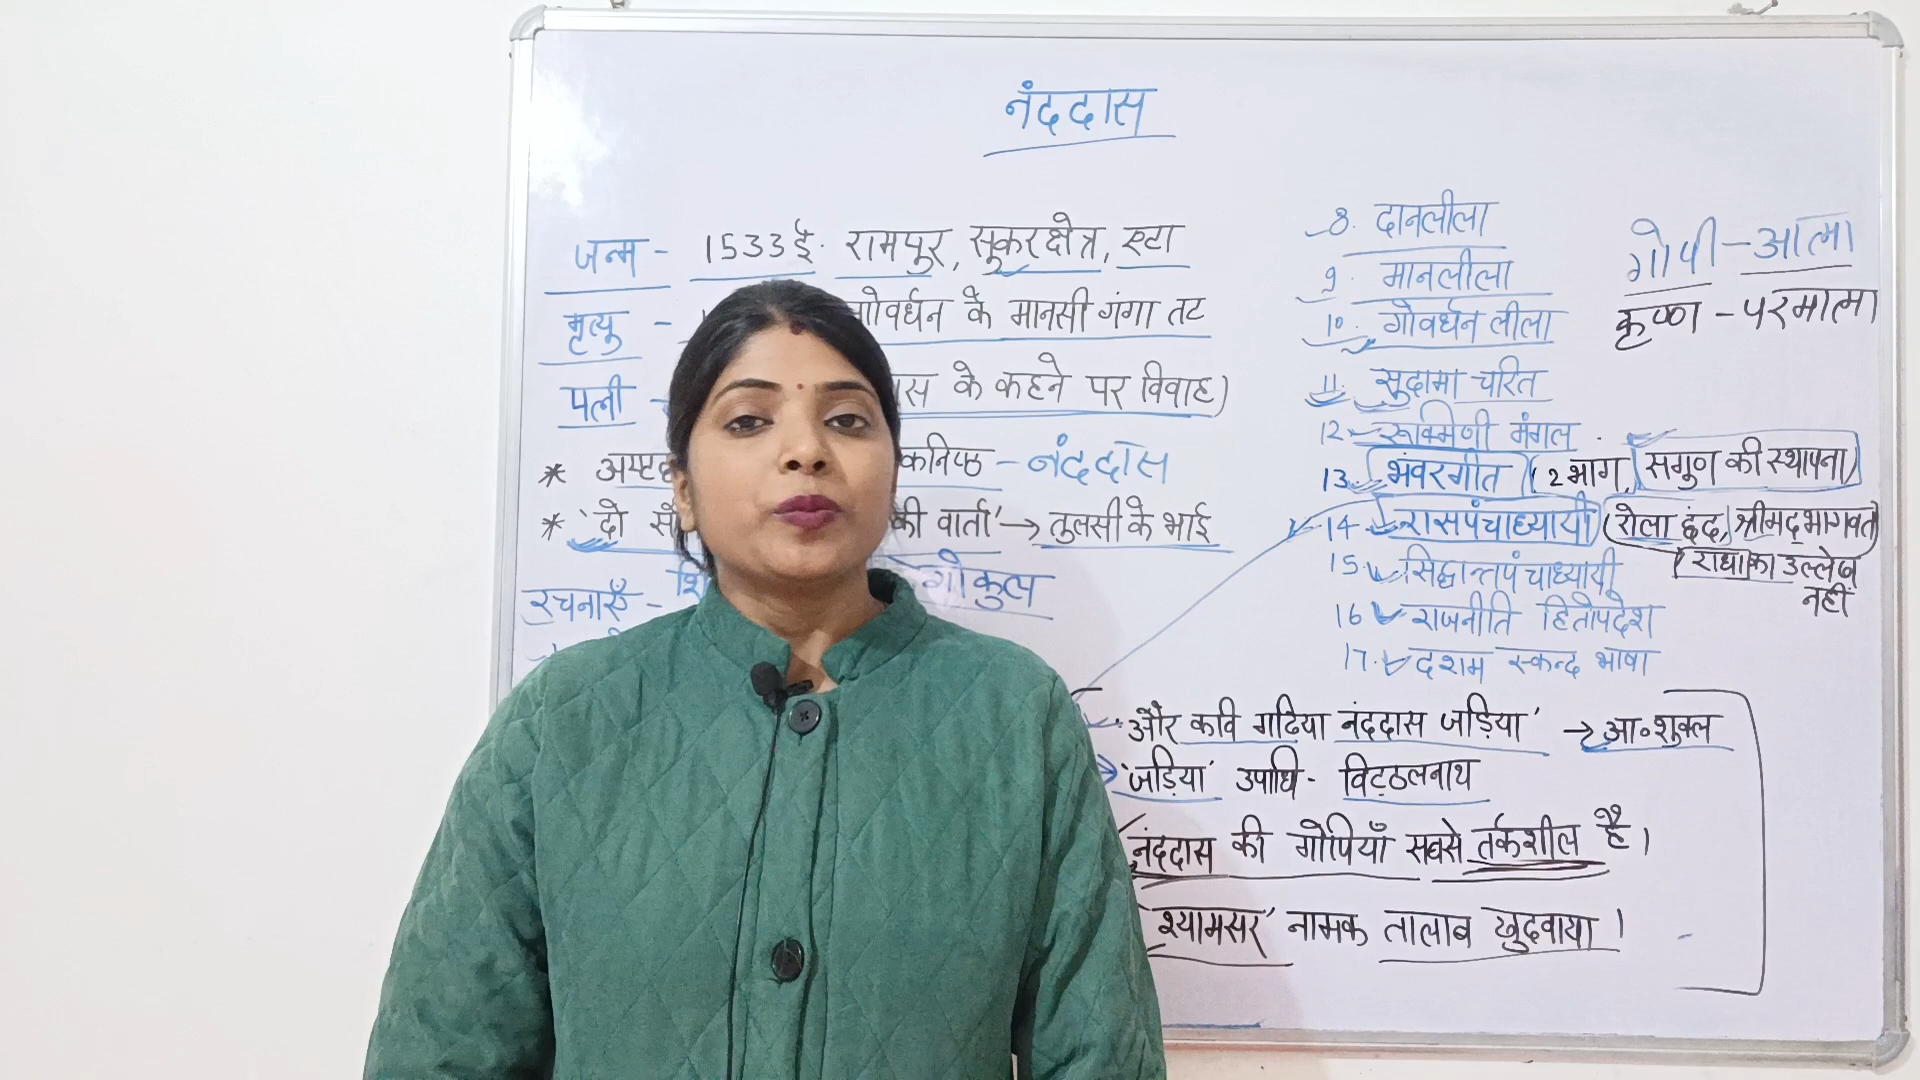 नंददास
जन्म - 1533 ई. रामपुर, सूकरक्षेत्र, एटा
मृत्यु - गोवर्धन के मानसी गंगा तट
पत्नी - के कहने पर विवाह)
* कनिष्ठ - नंददास
* 'दो की वार्ता' → तुलसी के भाई
रचनाएँ - गोकुल
8. दानलीला
9. मानलीला
10. गोवर्धन लीला
11. सुदामा चरित
12. रूक्मिणी मंगल
13. भंवरगीत (2 भाग, सगुण की स्थापना)
14. रासपंचाध्यायी (रोला छंद, श्रीमद्भागवत
राधा का उल्लेख
नहीं
15. सिद्धान्तपंचाध्यायी
16 राजनीति हितोपदेश
17. दशम स्कन्द भाषा
गोपी - आत्मा
कृष्ण - परमात्मा
और कवि गढिया नंददास जड़िया' → आ॰ शुक्ल
'जड़िया' उपाधि - विट्ठलनाथ
नंददास की गोपियाँ सबसे तर्कशील है।
'श्यामसर' नामक तालाब खुदवाया।